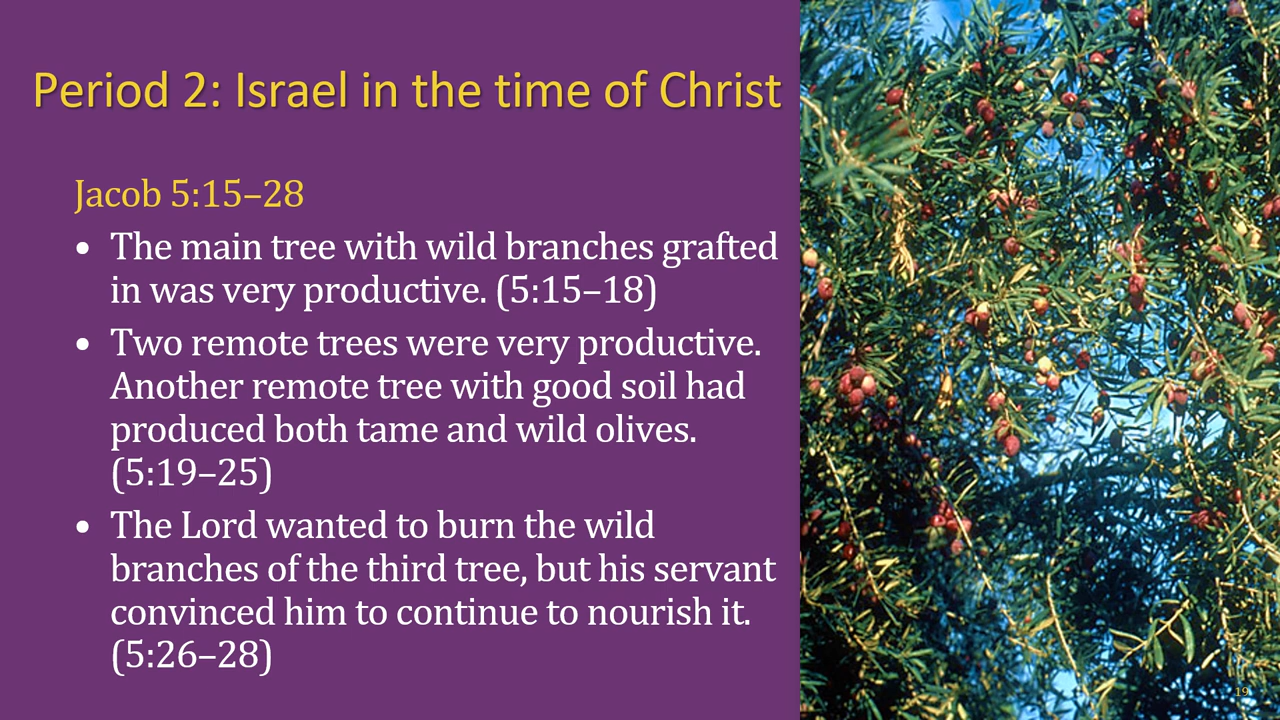 Period 2: Israel in the time of Christ
Jacob 5:15–28
• The main tree with wild branches grafted
in was very productive. (5:15–18)
• Two remote trees were very productive.
Another remote tree with good soil had
produced both tame and wild olives.
(5:19–25)
• The Lord wanted to burn the wild
branches of the third tree, but his servant
convinced him to continue to nourish it.
(5:26–28)
19